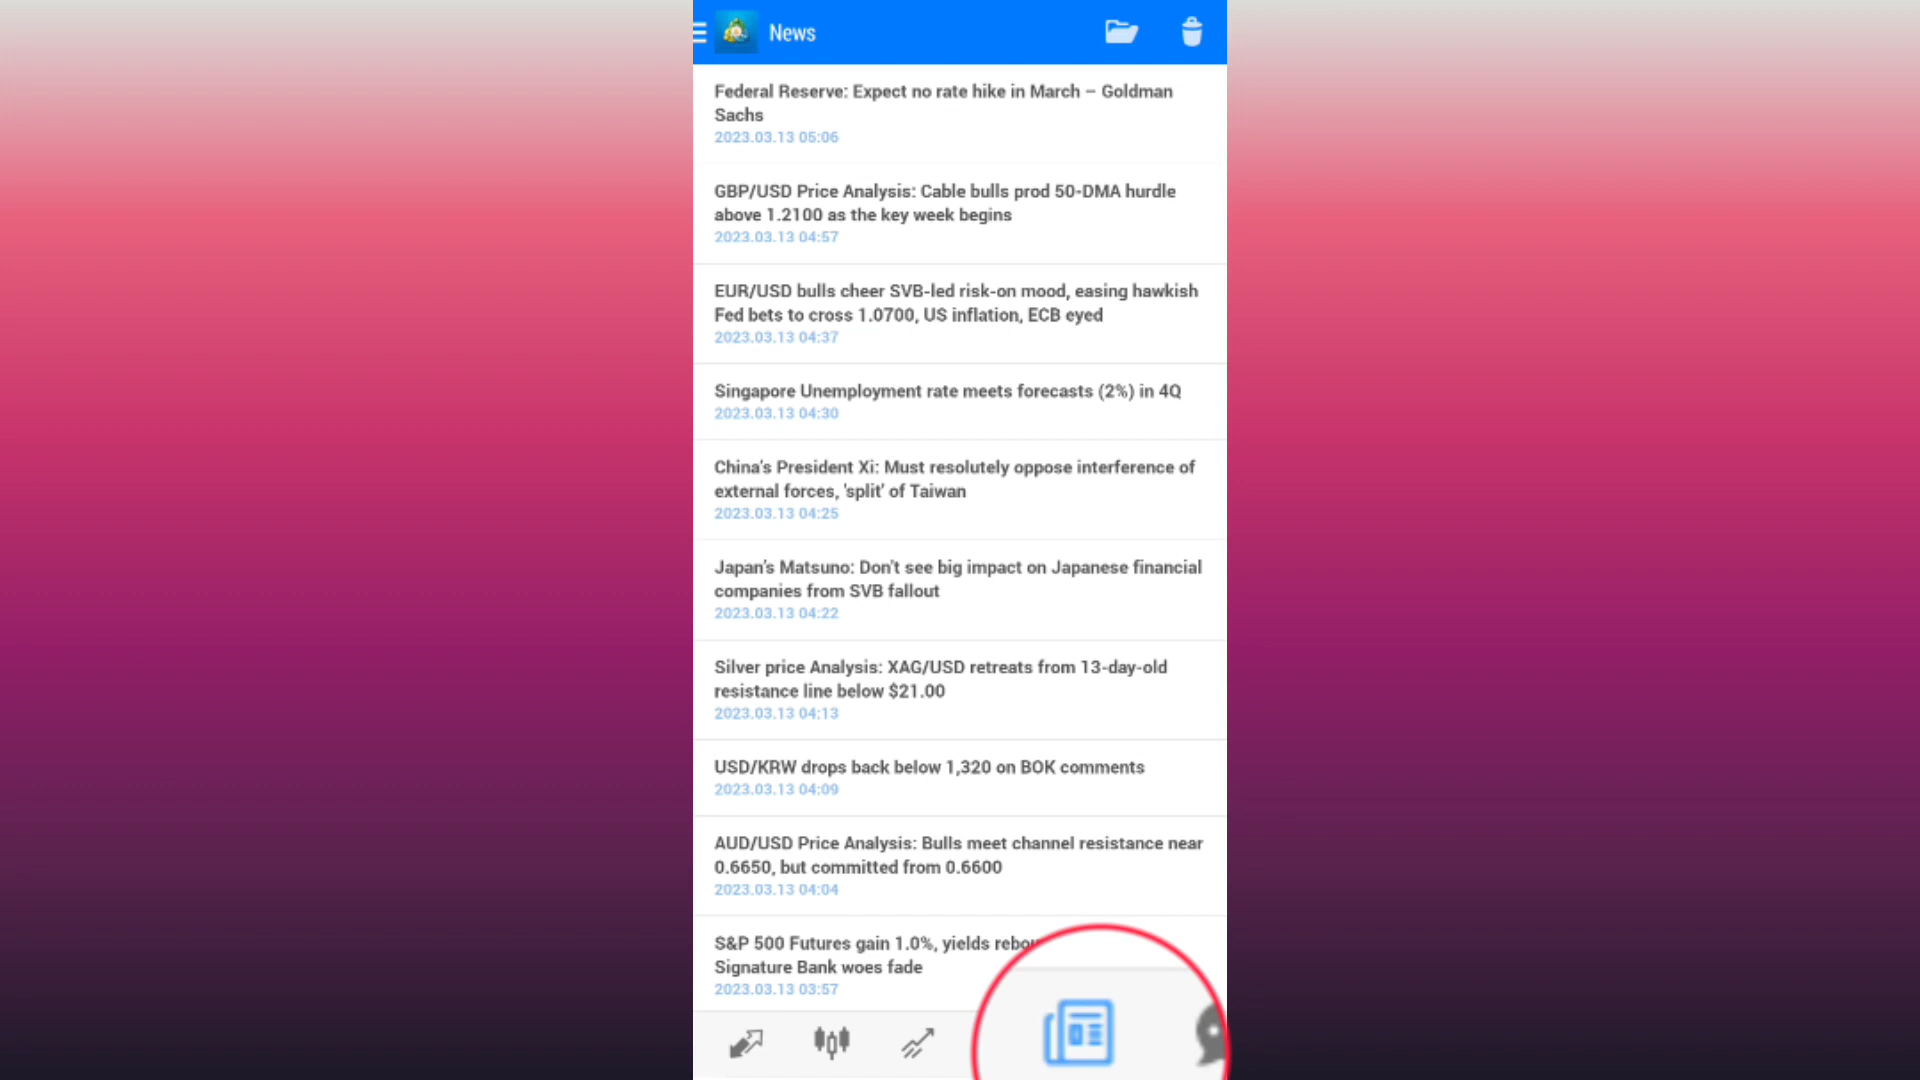 News
Federal Reserve: Expect no rate hike in March – Goldman
Sachs
2023.03.13 05:06
GBP/USD Price Analysis: Cable bulls prod 50-DMA hurdle
above 1.2100 as the key week begins
2023.03.13 04:57
EUR/USD bulls cheer SVB-led risk-on mood, easing hawkish
Fed bets to cross 1.0700, US inflation, ECB eyed
2023.03.13 04:37
Singapore Unemployment rate meets forecasts (2%) in 4Q
2023.03.13 04:30
China's President Xi: Must resolutely oppose interference of
external forces, 'split' of Taiwan
2023.03.13 04:25
Japan's Matsuno: Don't see big impact on Japanese financial
companies from SVB fallout
2023.03.13 04:22
Silver price Analysis: XAG/USD retreats from 13-day-old
resistance line below $21.00
2023.03.13 04:13
USD/KRW drops back below 1,320 on BOK comments
2023.03.13 04:09
AUD/USD Price Analysis: Bulls meet channel resistance near
0.6650, but committed from 0.6600
2023.03.13 04:04
S&P 500 Futures gain 1.0%, yields
Signature Bank woes fade
2023.03.13 03:57